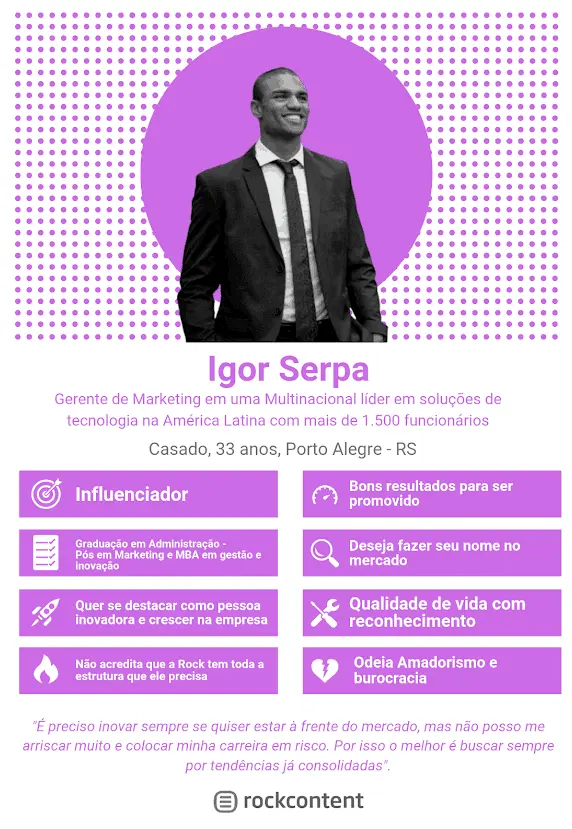 Igor Serpa
Gerente de Marketing em uma Multinacional líder em soluções de
tecnologia na América Latina com mais de 1.500 funcionários
Casado, 33 anos, Porto Alegre - RS
Influenciador
Bons resultados para ser
promovido
Graduação em Administração -
Pós em Marketing e MBA em gestão e
inovação
Deseja fazer seu nome no
mercado
Quer se destacar como pessoa
inovadora e crescer na empresa
Qualidade de vida com
reconhecimento
Não acredita que a Rock tem toda a
estrutura que ele precisa
Odeia Amadorismo e
burocracia
"É preciso inovar sempre se quiser estar à frente do mercado, mas não posso me
arriscar muito e colocar minha carreira em risco. Por isso o melhor é buscar sempre
por tendências já consolidadas".
rockcontent